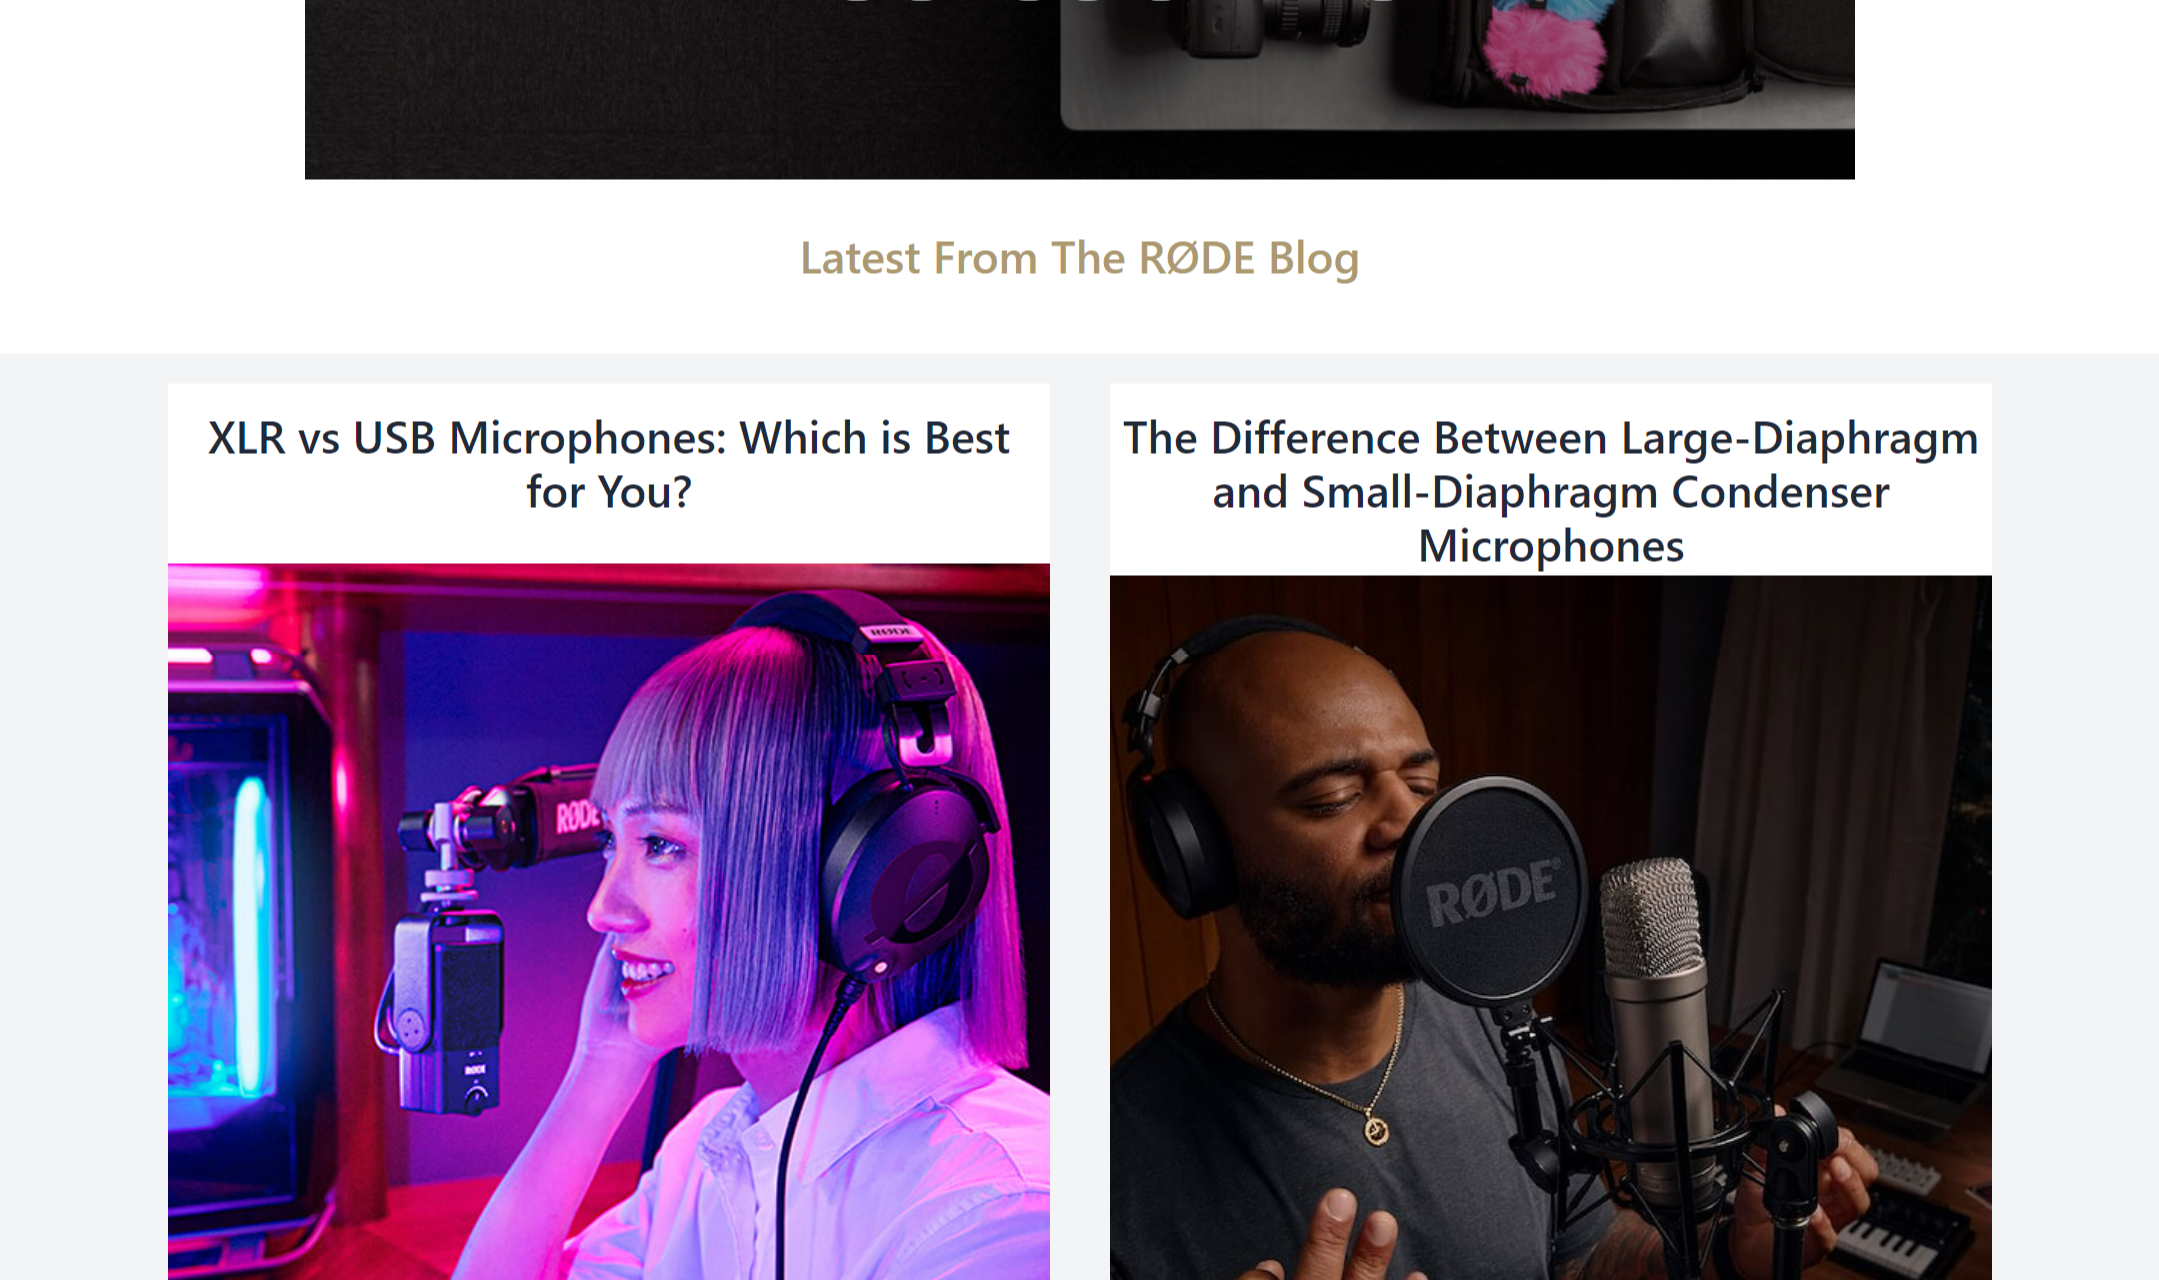 Latest From The RØDE Blog
XLR vs USB Microphones: Which is Best
for You?
The Difference Between Large-Diaphragm
and Small-Diaphragm Condenser
Microphones
RØDE
RØDE
RØDE
RØDE